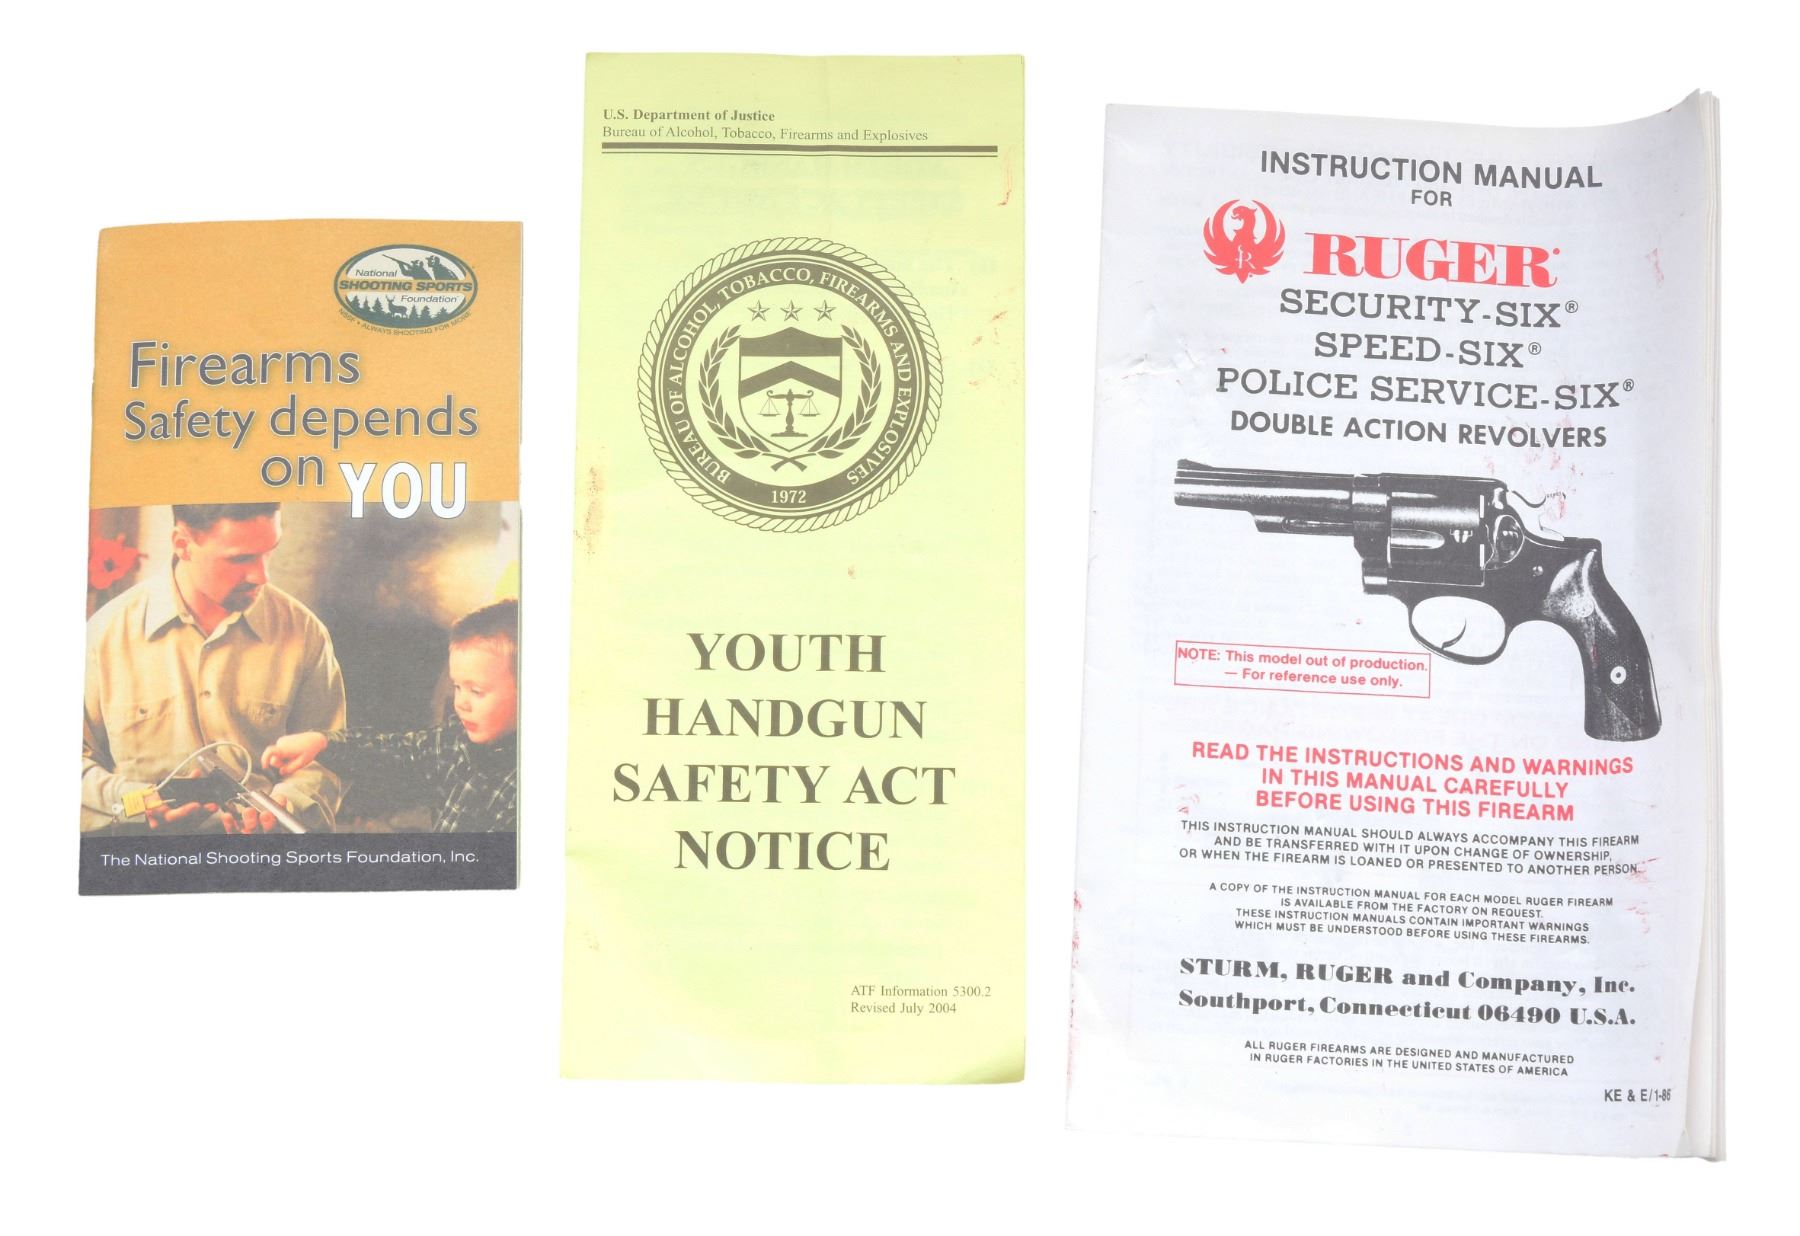 National
SHOOTING SPORTS
Foundation
NSSF • ALWAYS SHOOTING FOR MORE
Firearms
Safety depends
on YOU
The National Shooting Sports Foundation, Inc.
U.S. Department of Justice
Bureau of Alcohol, Tobacco, Firearms and Explosives
BUREAU OF ALCOHOL, TOBACCO, FIREARMS AND EXPLOSIVES
1972
YOUTH
HANDGUN
SAFETY ACT
NOTICE
ATF Information 5300.2
Revised July 2004
INSTRUCTION MANUAL
FOR
RUGER®
SECURITY-SIX®
SPEED-SIX®
POLICE SERVICE-SIX®
DOUBLE ACTION REVOLVERS
NOTE: This model out of production.
— For reference use only.
READ THE INSTRUCTIONS AND WARNINGS
IN THIS MANUAL CAREFULLY
BEFORE USING THIS FIREARM
THIS INSTRUCTION MANUAL SHOULD ALWAYS ACCOMPANY THIS FIREARM
AND BE TRANSFERRED WITH IT UPON CHANGE OF OWNERSHIP,
OR WHEN THE FIREARM IS LOANED OR PRESENTED TO ANOTHER PERSON.
A COPY OF THE INSTRUCTION MANUAL FOR EACH MODEL RUGER FIREARM
IS AVAILABLE FROM THE FACTORY ON REQUEST.
THESE INSTRUCTION MANUALS CONTAIN IMPORTANT WARNINGS
WHICH MUST BE UNDERSTOOD BEFORE USING THESE FIREARMS.
STURM, RUGER and Company, Inc.
Southport, Connecticut 06490 U.S.A.
ALL RUGER FIREARMS ARE DESIGNED AND MANUFACTURED
IN RUGER FACTORIES IN THE UNITED STATES OF AMERICA
KE & E/1-86